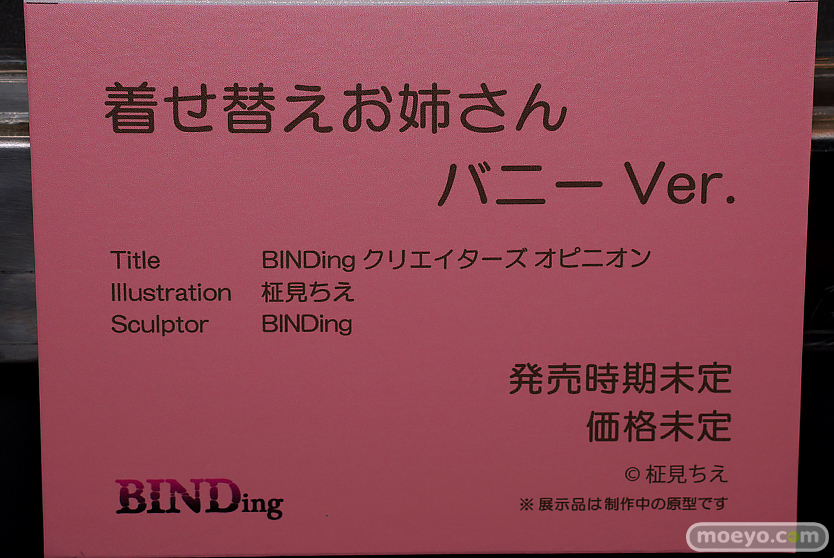 着せ替えお姉さん
バニー Ver.
Title BINDing クリエイターズ オピニオン
Illustration 柾見ちえ
Sculptor BINDing
発売時期未定
価格未定
© 柾見ちえ
BINDing
※ 展示品は制作中の原型です
moeyo.com